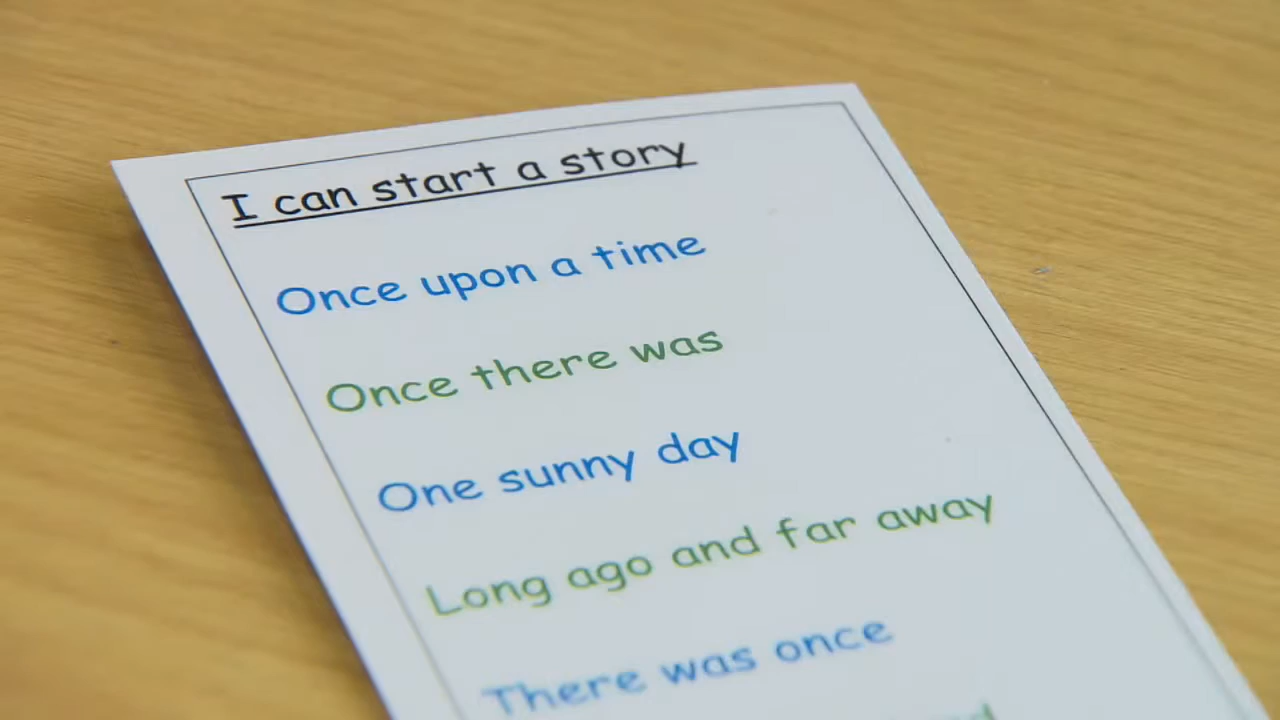 I can start a story
Once upon a time
Once there was
One sunny day
Long ago and far away
There was once